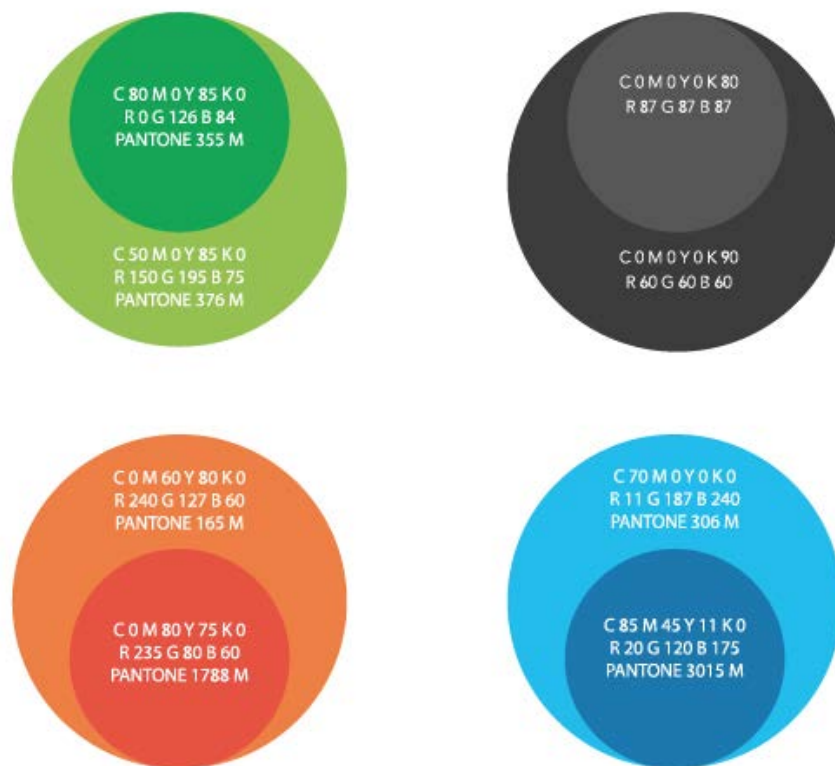 C 80 M 0 Y 85 K 0
R 0 G 126 B 84
PANTONE 355 M
C 50 M 0 Y 85 K 0
R 150 G 195 B 75
PANTONE 376 M
C 0 M 0 Y 0 K 80
R 87 G 87 B 87
C 0 M 0 Y 0 K 90
R 60 G 60 B 60
C 0 M 60 Y 80 K 0
R 240 G 127 B 60
PANTONE 165 M
C 0 M 80 Y 75 K 0
R 235 G 80 B 60
PANTONE 1788 M
C 70 M 0 Y 0 K 0
R 11 G 187 B 240
PANTONE 306 M
C 85 M 45 Y 11 K 0
R 20 G 120 B 175
PANTONE 3015 M